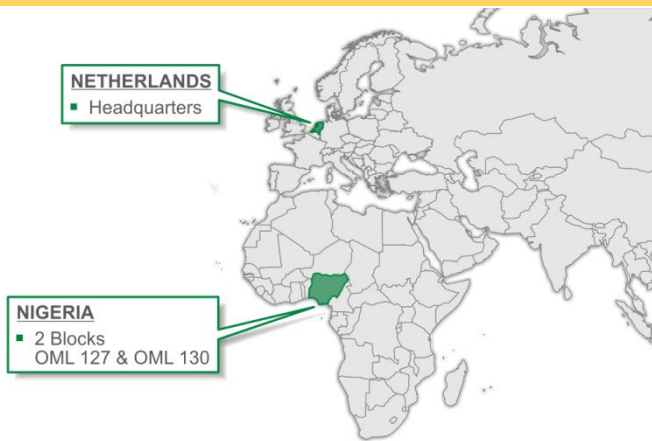 NETHERLANDS
▪ Headquarters
NIGERIA
▪ 2 Blocks
OML 127 & OML 130